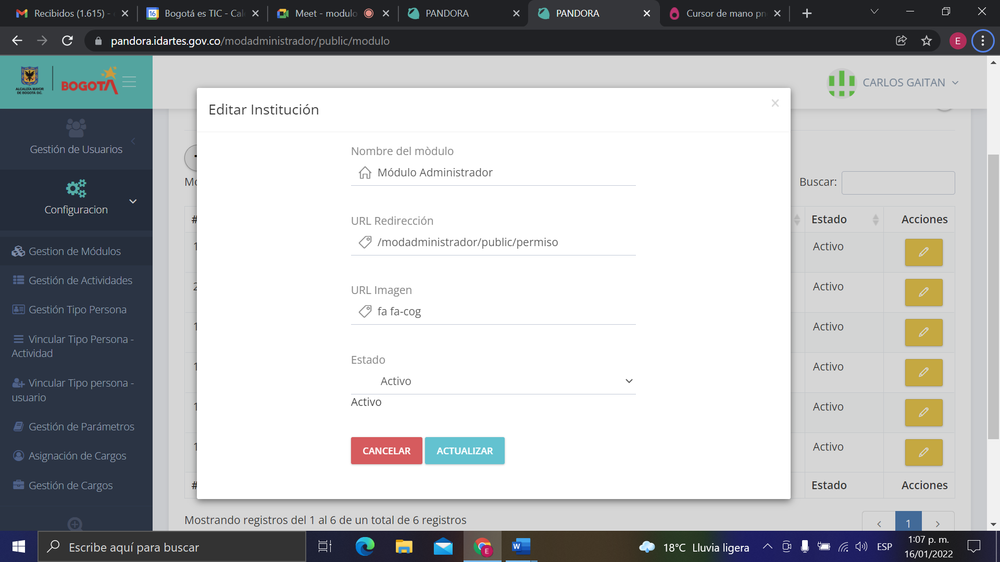 Recibidos (1.615) -
Bogotá es TIC - Cal
Meet - modulo
PANDORA
PANDORA
Cursor de mano pn
pandora.idartes.gov.co/modadministrador/public/modulo
E
ALCALDÍA MAYOR
DE BOGOTÁ D.C.
BOGOTÁ
CARLOS GAITAN
Gestión de Usuarios
Configuracion
Gestion de Módulos
Gestión de Actividades
Gestión Tipo Persona
Vincular Tipo Persona -
Actividad
Vincular Tipo persona -
usuario
Gestión de Parámetros
Asignación de Cargos
Gestión de Cargos
Editar Institución
×
Nombre del mòdulo
Módulo Administrador
URL Redirección
/modadministrador/public/permiso
URL Imagen
fa fa-cog
Estado
Activo
Activo
CANCELAR ACTUALIZAR
Buscar:
# Estado Acciones
1 Activo
2 Activo
1 Activo
1 Activo
1 Activo
1 Activo
# Estado Acciones
Mostrando registros del 1 al 6 de un total de 6 registros
‹ 1 ›
Escribe aquí para buscar
E
W
18°C Lluvia ligera
ESP
1:07 p. m.
16/01/2022